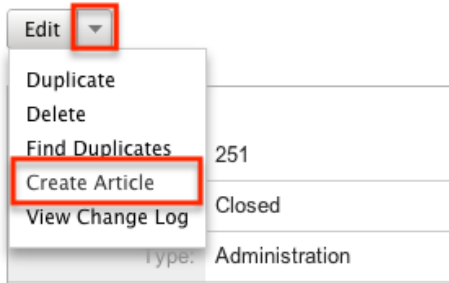 Edit
Duplicate
Delete
Find Duplicates
251
Create Article
Closed
View Change Log
Type: Administration